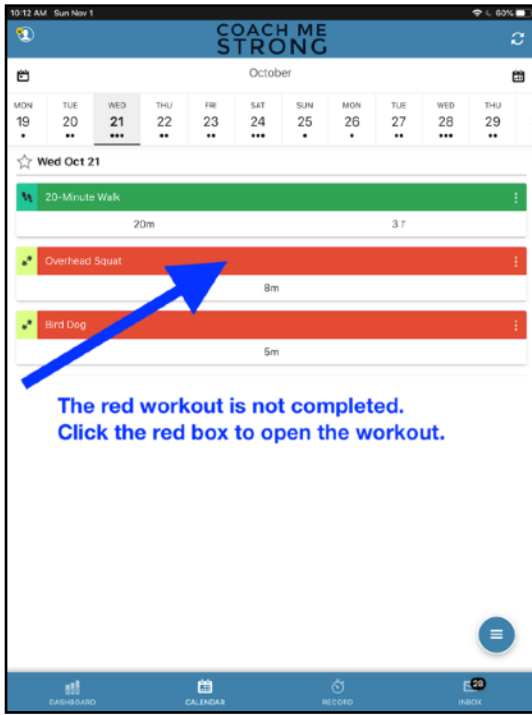 10:12 AM Sun Nov 1 60%
COACH ME
STRONG
October
MON TUE WED THU FRI SAT SUN MON TUE WED THU
19 20 21 22 23 24 25 26 27 28 29
Wed Oct 21
20-Minute Walk
20m 3 T
Overhead Squat
8m
Bird Dog
5m
The red workout is not completed.
Click the red box to open the workout.
28
DASHBOARD CALENDAR RECORD INBOX